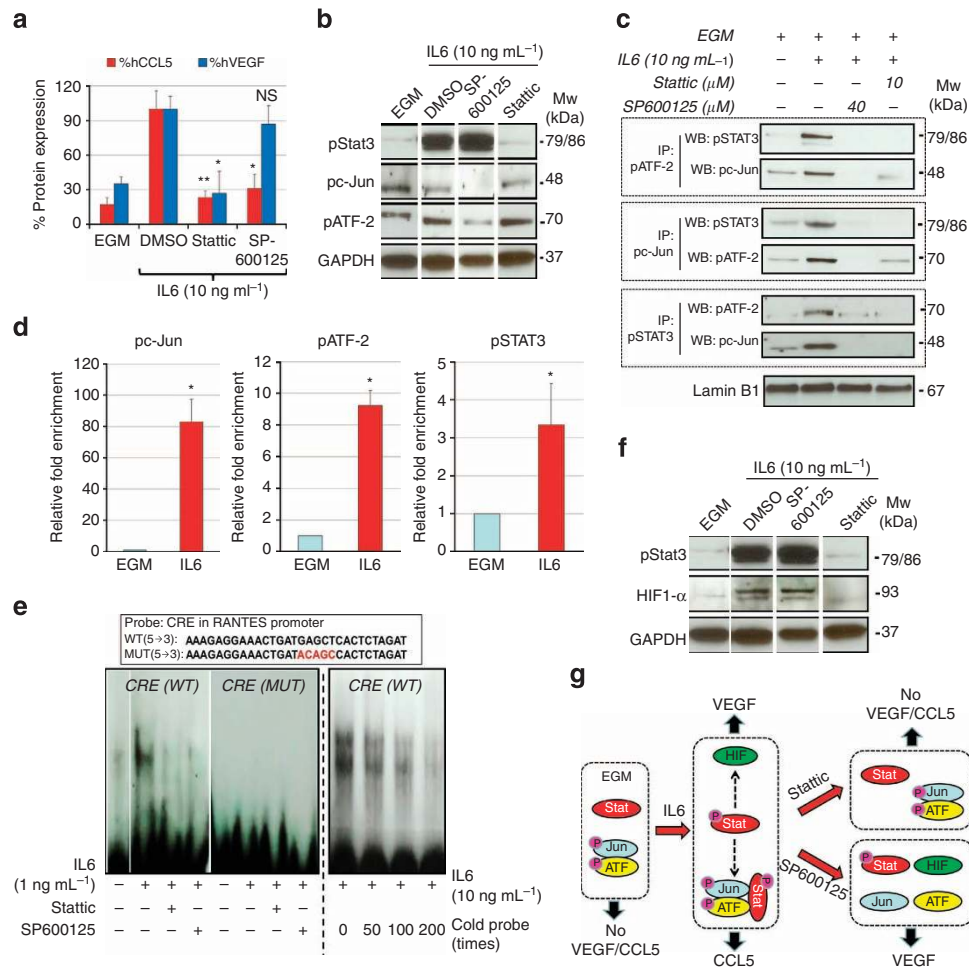 a
%hCCL5 %hVEGF
% Protein expression
120
90
60
30
0
NS
**
*
*
EGM DMSO Stattic SP-
600125
IL6 (10 ng ml–1)
b
IL6 (10 ng mL–1)
EGM DMSO SP-600125 Stattic
Mw
(kDa)
pStat3 79/86
pc-Jun 48
pATF-2 70
GAPDH 37
c
EGM + + + +
IL6 (10 ng mL–1) – + + +
Stattic (µM) – – – 10
SP600125 (µM) – – 40 –
Mw
(kDa)
IP: pATF-2
WB: pSTAT3 79/86
WB: pc-Jun 48
IP: pc-Jun
WB: pSTAT3 79/86
WB: pATF-2 70
IP: pSTAT3
WB: pATF-2 70
WB: pc-Jun 48
Lamin B1 67
d
pc-Jun
Relative fold enrichment
120
100
80
60
40
20
0
*
EGM IL6
pATF-2
Relative fold enrichment
12
10
8
6
4
2
0
*
EGM IL6
pSTAT3
Relative fold enrichment
5
4
3
2
1
0
*
EGM IL6
e
Probe: CRE in RANTES promoter
WT(5→3): AAAGAGGAAACTGATGAGCTCACTCTAGAT
MUT(5→3): AAAGAGGAAACTGATACAGCCACTCTAGAT
CRE (WT) CRE (MUT) CRE (WT)
IL6
(1 ng mL–1) – + + + – + + +
Stattic – – + – – – + –
SP600125 – – – + – – – +
+ + + + IL6
(10 ng mL–1)
0 50 100 200 Cold probe
(times)
f
IL6 (10 ng mL–1)
EGM DMSO SP-600125 Stattic
Mw
(kDa)
pStat3 79/86
HIF1-α 93
GAPDH 37
g
EGM
Stat
P Jun
P ATF
No
VEGF/CCL5
IL6
VEGF
HIF
P Stat
P Jun
P ATF
P Stat
CCL5
Stattic
SP600125
No
VEGF/CCL5
Stat
P Jun
P ATF
P Stat HIF
Jun ATF
VEGF